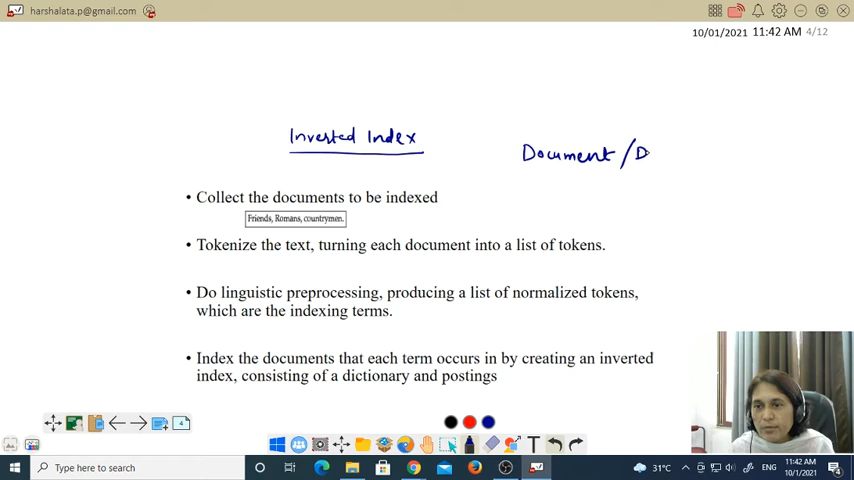 harshalata.p@gmail.com
10/01/2021 11:42 AM 4/12
Inverted Index
Document / D
• Collect the documents to be indexed
Friends, Romans, countrymen.
• Tokenize the text, turning each document into a list of tokens.
• Do linguistic preprocessing, producing a list of normalized tokens,
which are the indexing terms.
• Index the documents that each term occurs in by creating an inverted
index, consisting of a dictionary and postings
4
T
Type here to search
31°C
ENG
11:42 AM
10/1/2021
4